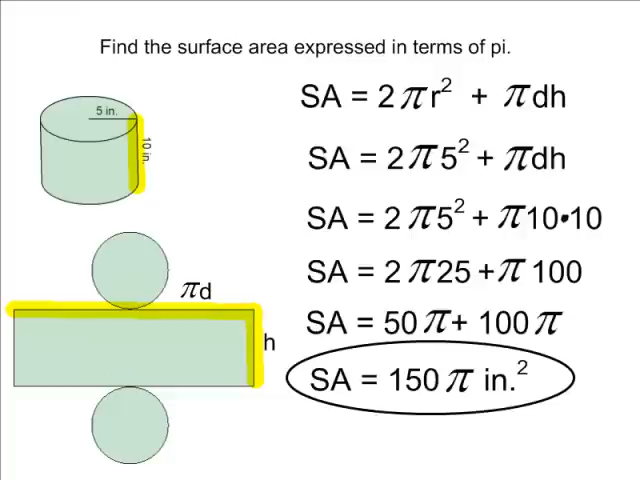 Find the surface area expressed in terms of pi.
5 in.
10 in.
πd
h
SA = 2πr² + πdh
SA = 2π5² + πdh
SA = 2π5² + π10•10
SA = 2π25 + π100
SA = 50π + 100π
SA = 150π in.²